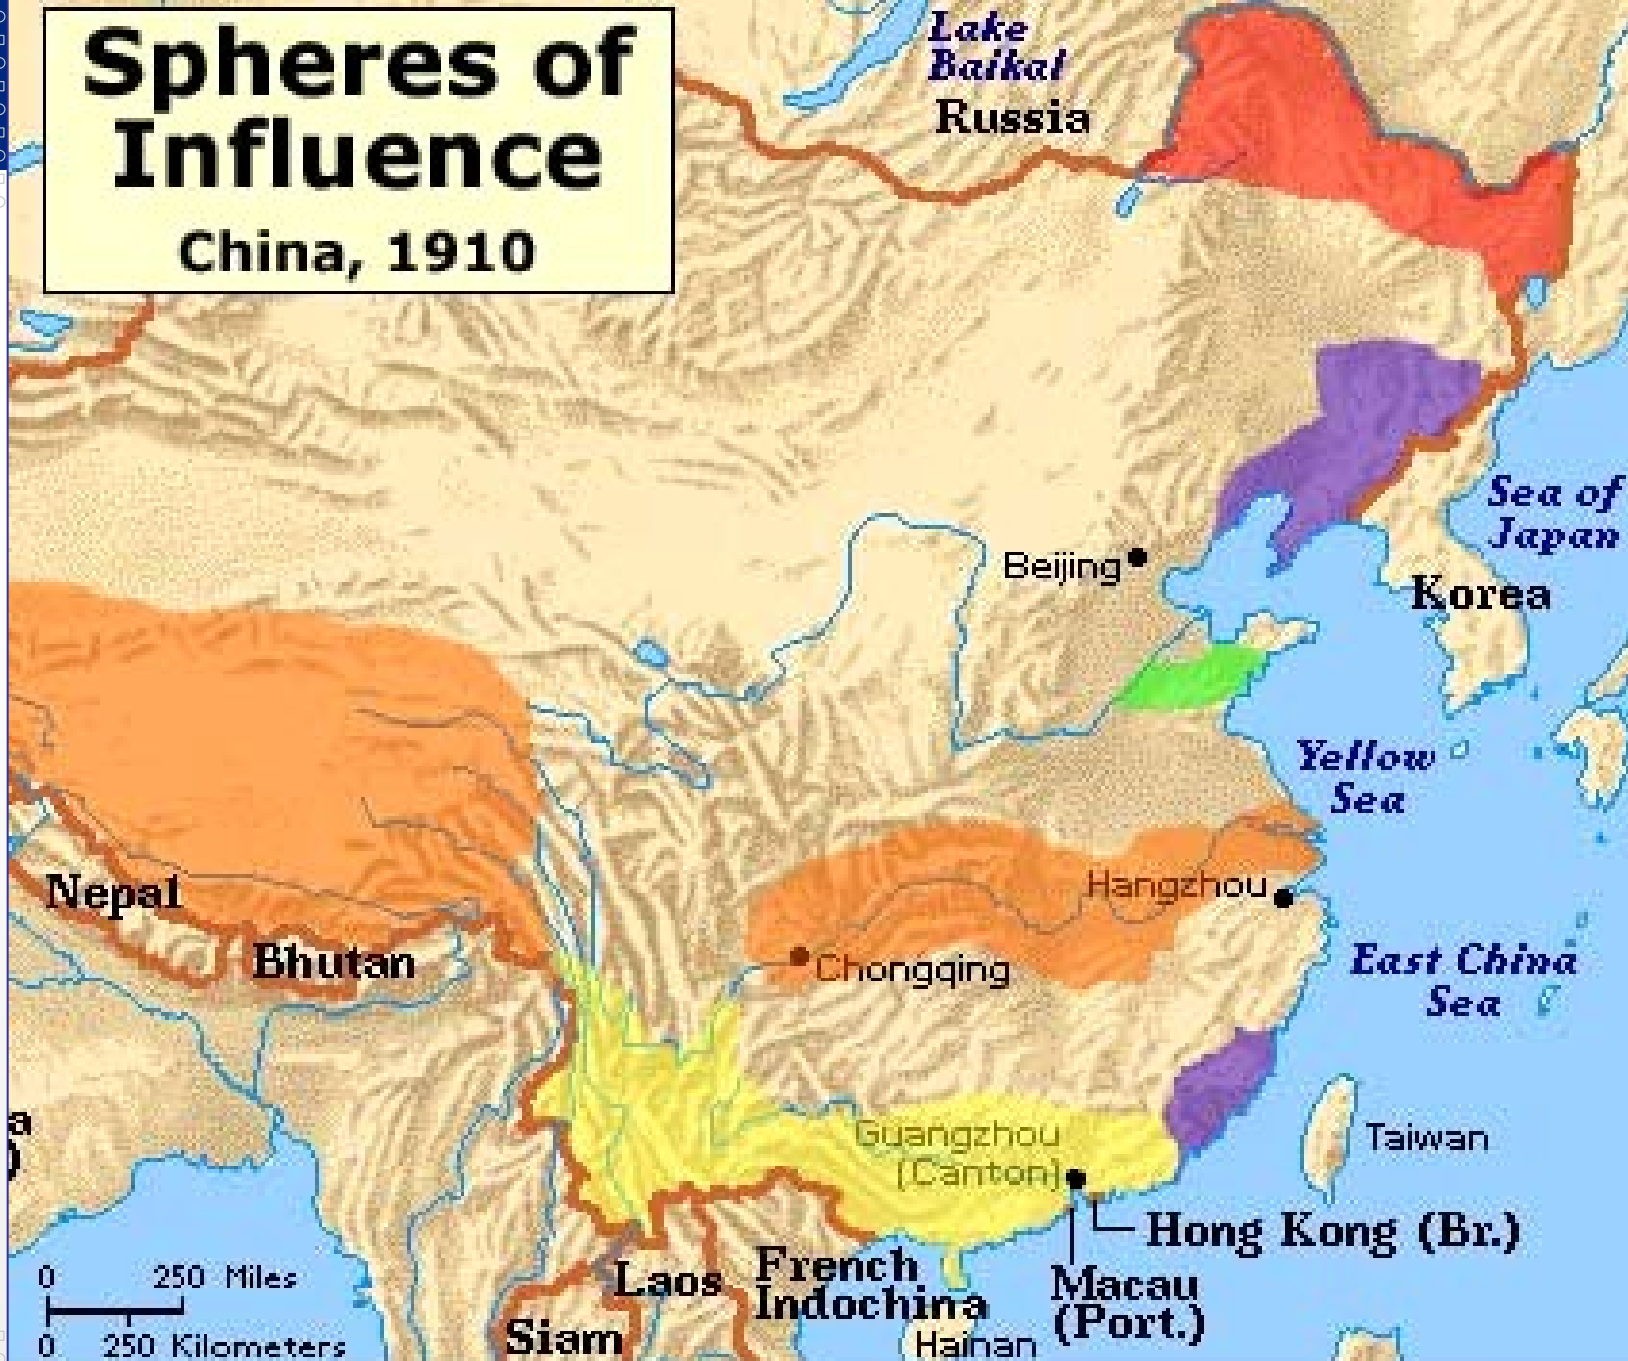 Spheres of
Influence
China, 1910
Lake
Baikal
Russia
Sea of
Japan
Beijing
Korea
Yellow
Sea
Nepal
Hangzhou
Bhutan
Chongqing
East China
Sea
a
Guangzhou
(Canton)
Taiwan
Hong Kong (Br.)
French
Indochina
Laos
Macau
(Port.)
0 250 Miles
0 250 Kilometers
Siam
Hainan